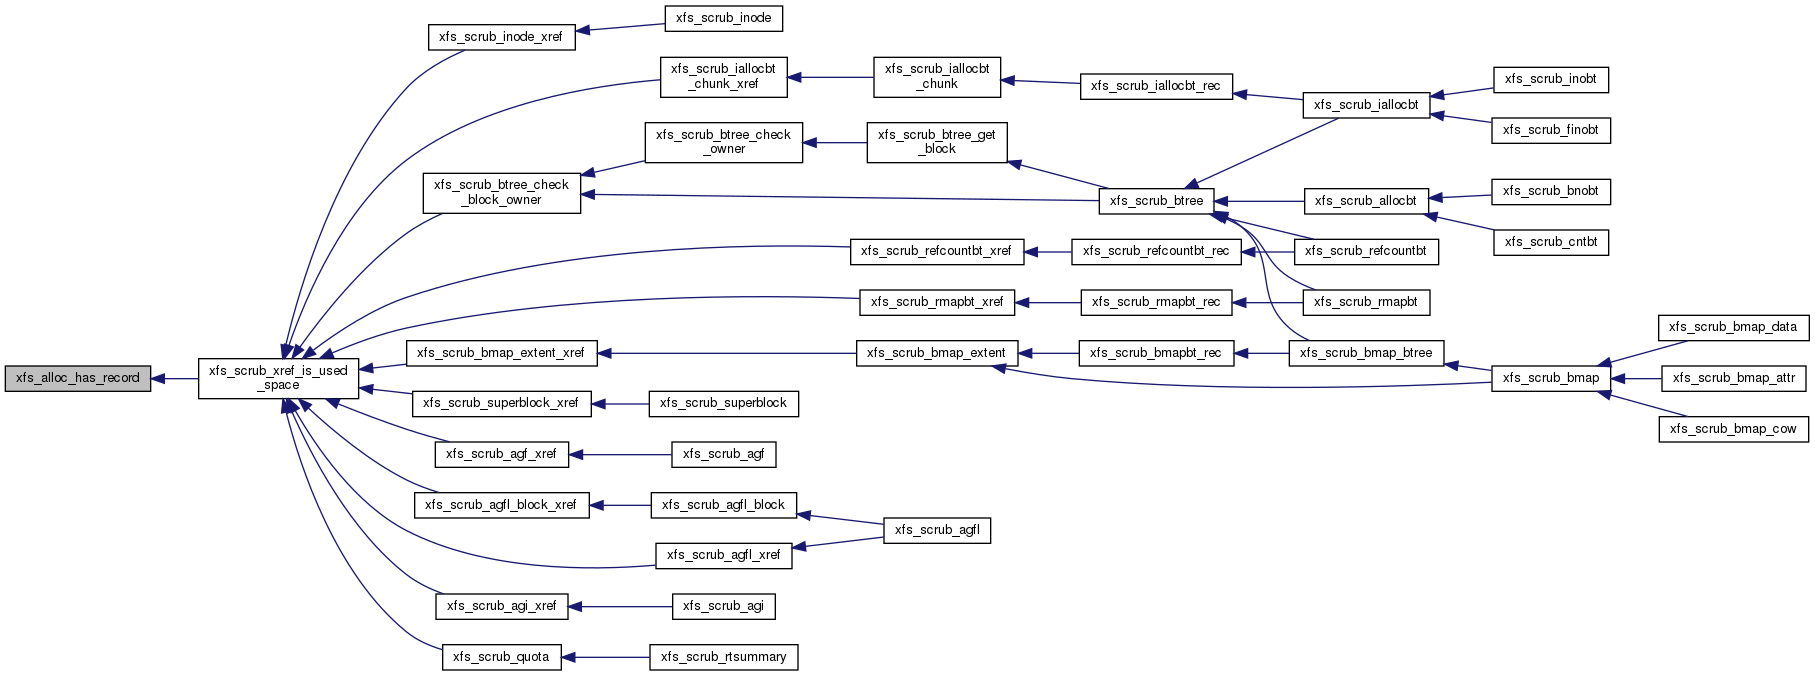 xfs_scrub_inode
xfs_scrub_inode_xref
xfs_scrub_iallocbt
_chunk_xref
xfs_scrub_iallocbt
_chunk
xfs_scrub_iallocbt_rec
xfs_scrub_iallocbt
xfs_scrub_inobt
xfs_scrub_finobt
xfs_scrub_btree_check
_owner
xfs_scrub_btree_get
_block
xfs_scrub_btree_check
_block_owner
xfs_scrub_btree
xfs_scrub_allocbt
xfs_scrub_bnobt
xfs_scrub_cntbt
xfs_scrub_refcountbt_xref
xfs_scrub_refcountbt_rec
xfs_scrub_refcountbt
xfs_scrub_rmapbt_xref
xfs_scrub_rmapbt_rec
xfs_scrub_rmapbt
xfs_alloc_has_record
xfs_scrub_xref_is_used
_space
xfs_scrub_bmap_extent_xref
xfs_scrub_bmap_extent
xfs_scrub_bmapbt_rec
xfs_scrub_bmap_btree
xfs_scrub_bmap
xfs_scrub_bmap_data
xfs_scrub_bmap_attr
xfs_scrub_bmap_cow
xfs_scrub_superblock_xref
xfs_scrub_superblock
xfs_scrub_agf_xref
xfs_scrub_agf
xfs_scrub_agfl_block_xref
xfs_scrub_agfl_block
xfs_scrub_agfl
xfs_scrub_agfl_xref
xfs_scrub_agi_xref
xfs_scrub_agi
xfs_scrub_quota
xfs_scrub_rtsummary